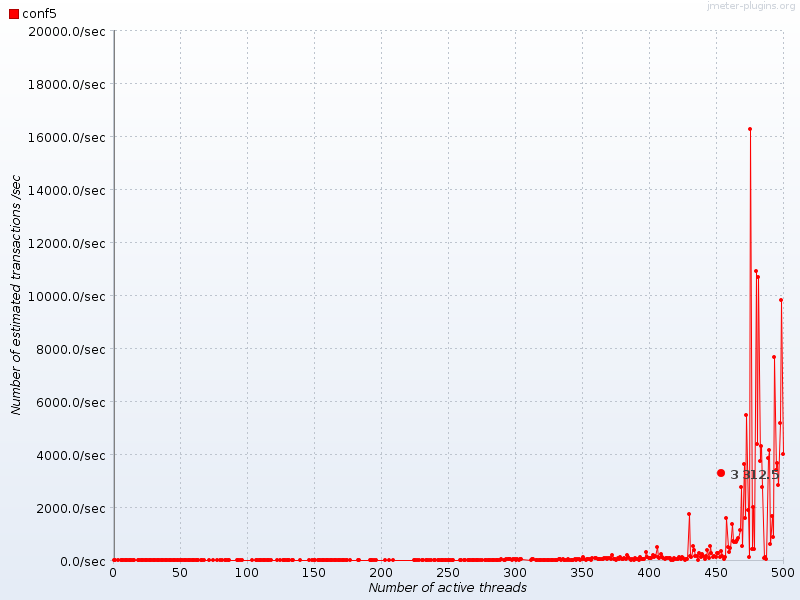 jmeter-plugins.org
conf5
20000.0/sec
18000.0/sec
16000.0/sec
14000.0/sec
12000.0/sec
10000.0/sec
8000.0/sec
6000.0/sec
4000.0/sec
2000.0/sec
0.0/sec
Number of estimated transactions /sec
3 312.5
0 50 100 150 200 250 300 350 400 450 500
Number of active threads